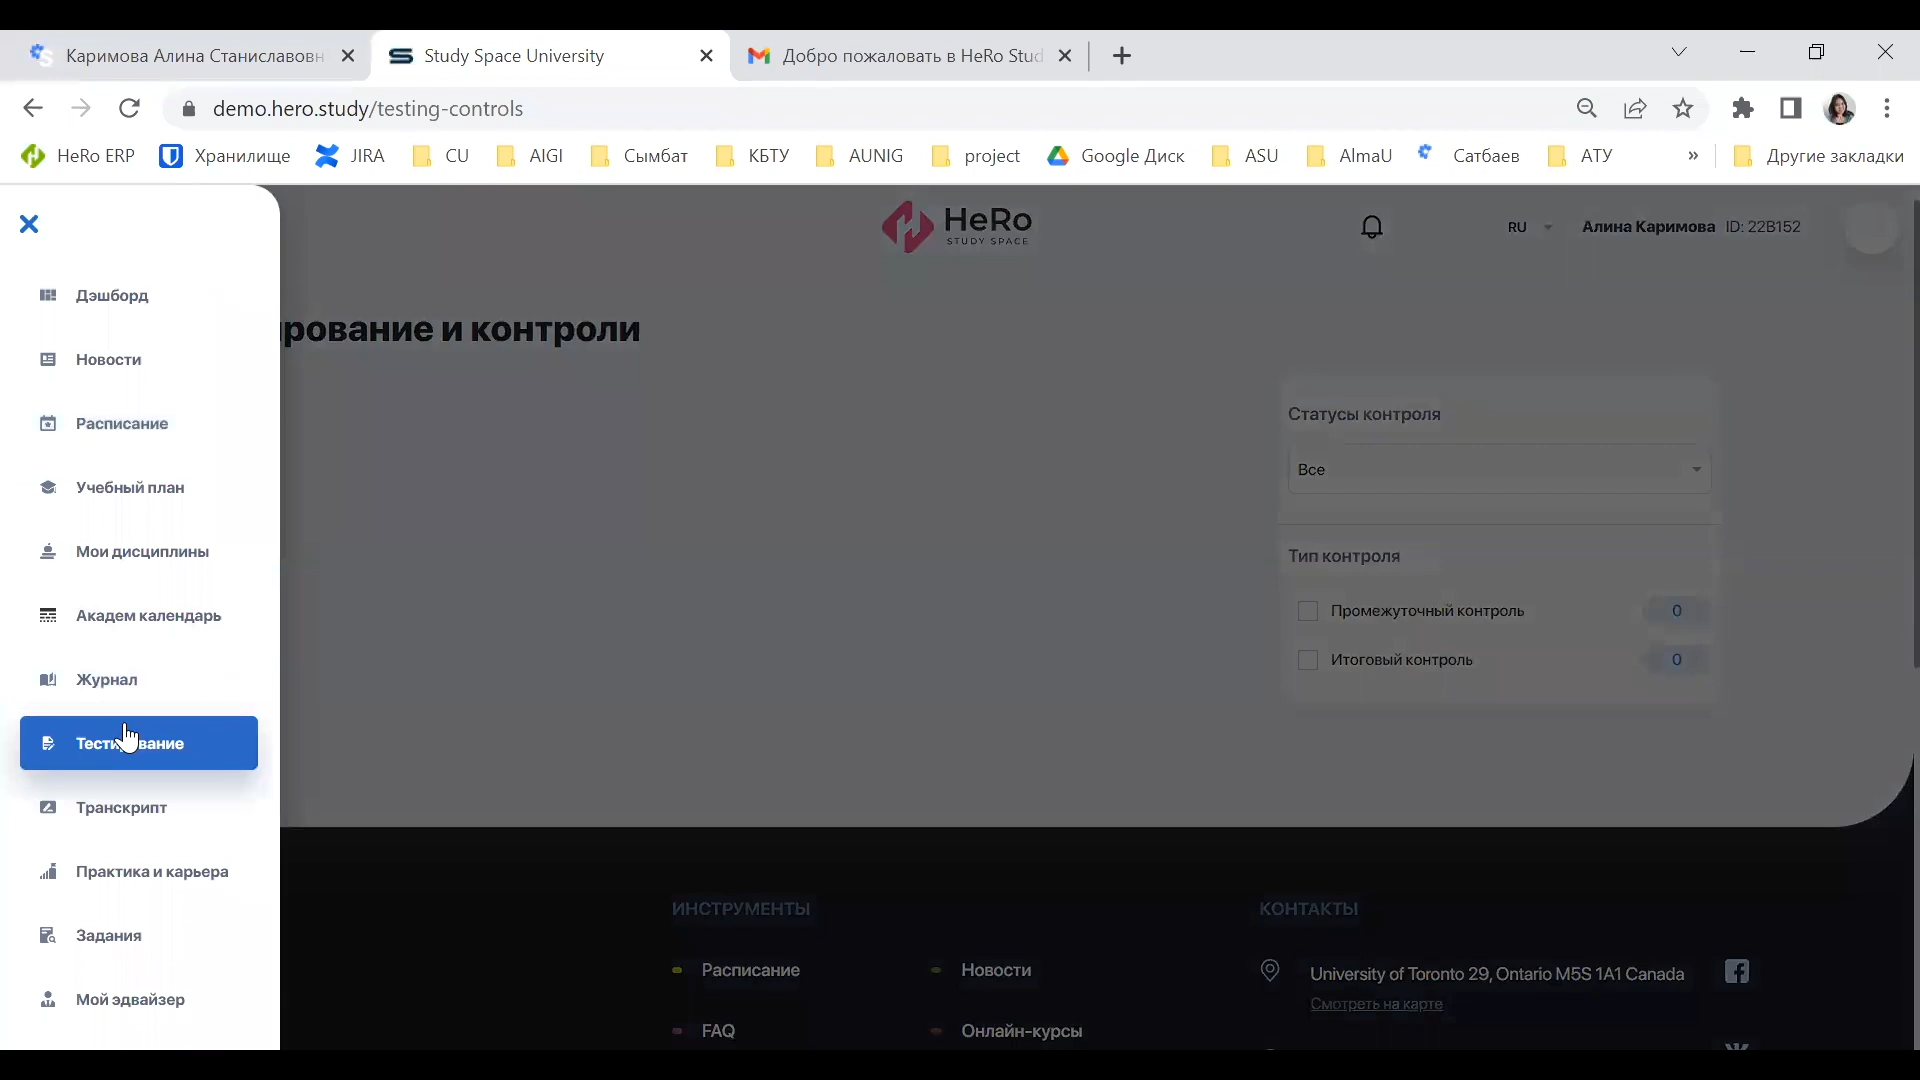 Каримова Алина Станиславовн
Study Space University
Добро пожаловать в HeRo Stud
demo.hero.study/testing-controls
HeRo ERP
Хранилище
JIRA
CU
AIGI
Сымбат
КБТУ
AUNIG
project
Google Диск
ASU
AlmaU
Сатбаев
АТУ
»
Другие закладки
HeRo
STUDY SPACE
RU
Алина Каримова ID: 22B152
Дэшборд
Новости
Расписание
Учебный план
Мои дисциплины
Академ календарь
Журнал
Тестирование
Транскрипт
Практика и карьера
Задания
Мой эдвайзер
ирование и контроли
Статусы контроля
Все
Тип контроля
Промежуточный контроль 0
Итоговый контроль 0
ИНСТРУМЕНТЫ
Расписание
Новости
FAQ
Онлайн-курсы
КОНТАКТЫ
University of Toronto 29, Ontario M5S 1A1 Canada
Смотреть на карте